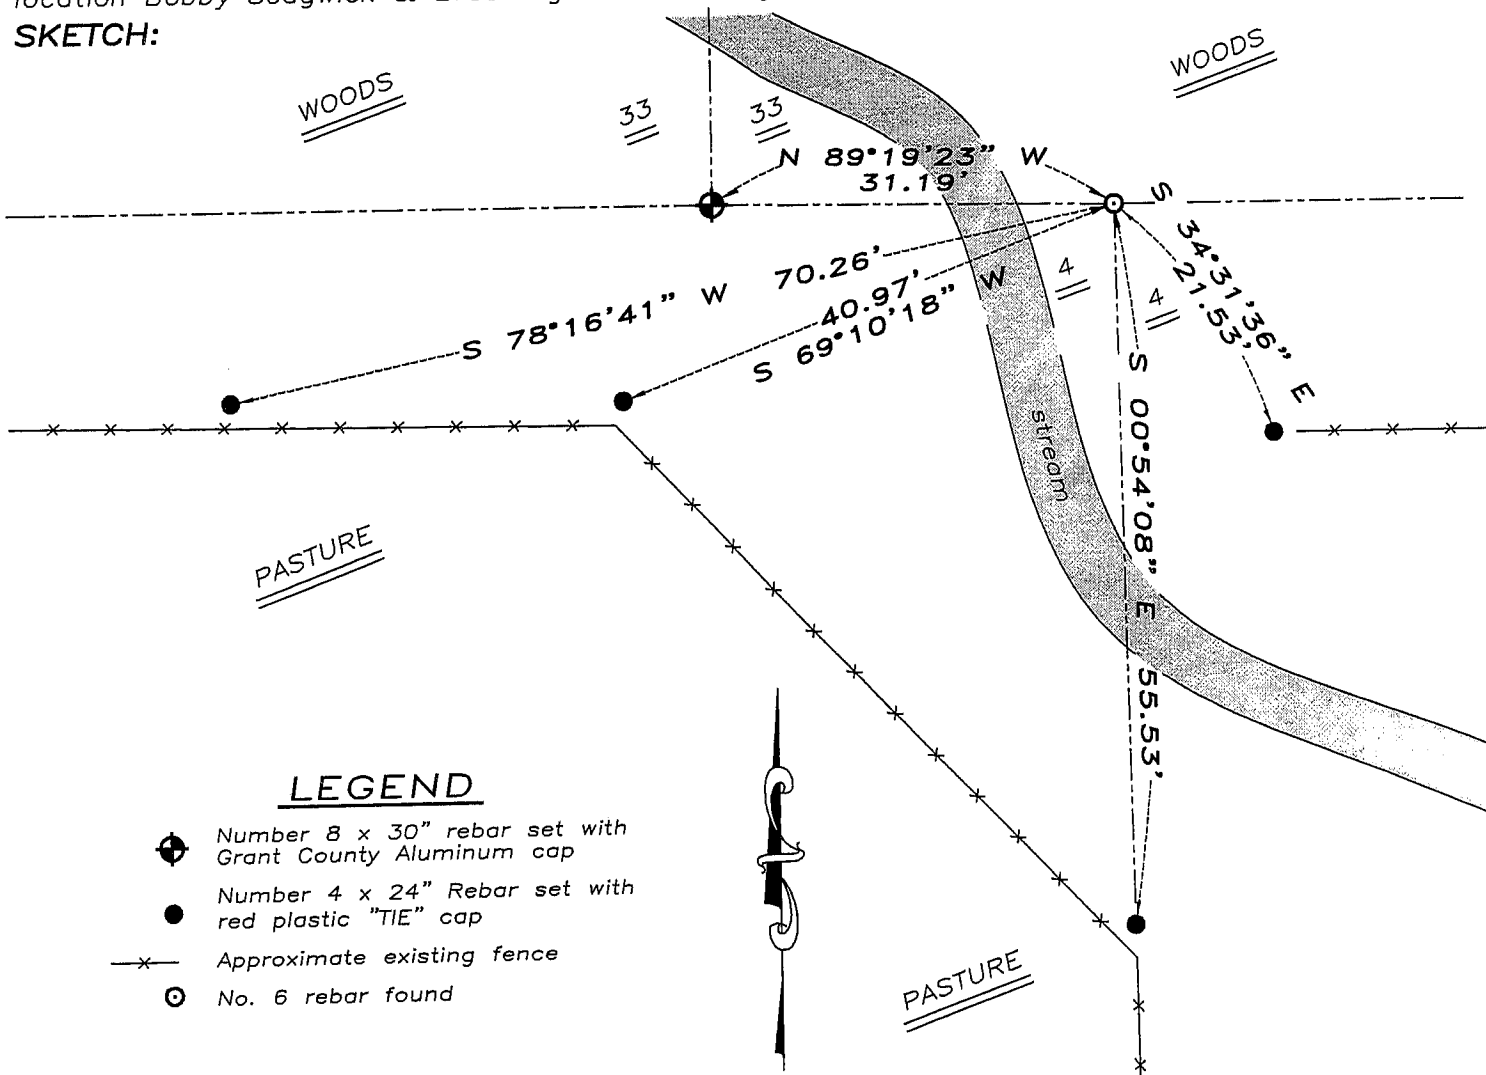 location Bobby
SKETCH:
WOODS
WOODS
33
33
N 89°19'23" W
31.19'
S 34°31'36" E
21.53'
S 78°16'41" W 70.26'
40.97'
S 69°10'18" W
4
4
S 00°54'08" E 55.53'
stream
PASTURE
LEGEND
Number 8 x 30" rebar set with
Grant County Aluminum cap
Number 4 x 24" Rebar set with
red plastic "TIE" cap
Approximate existing fence
No. 6 rebar found
PASTURE